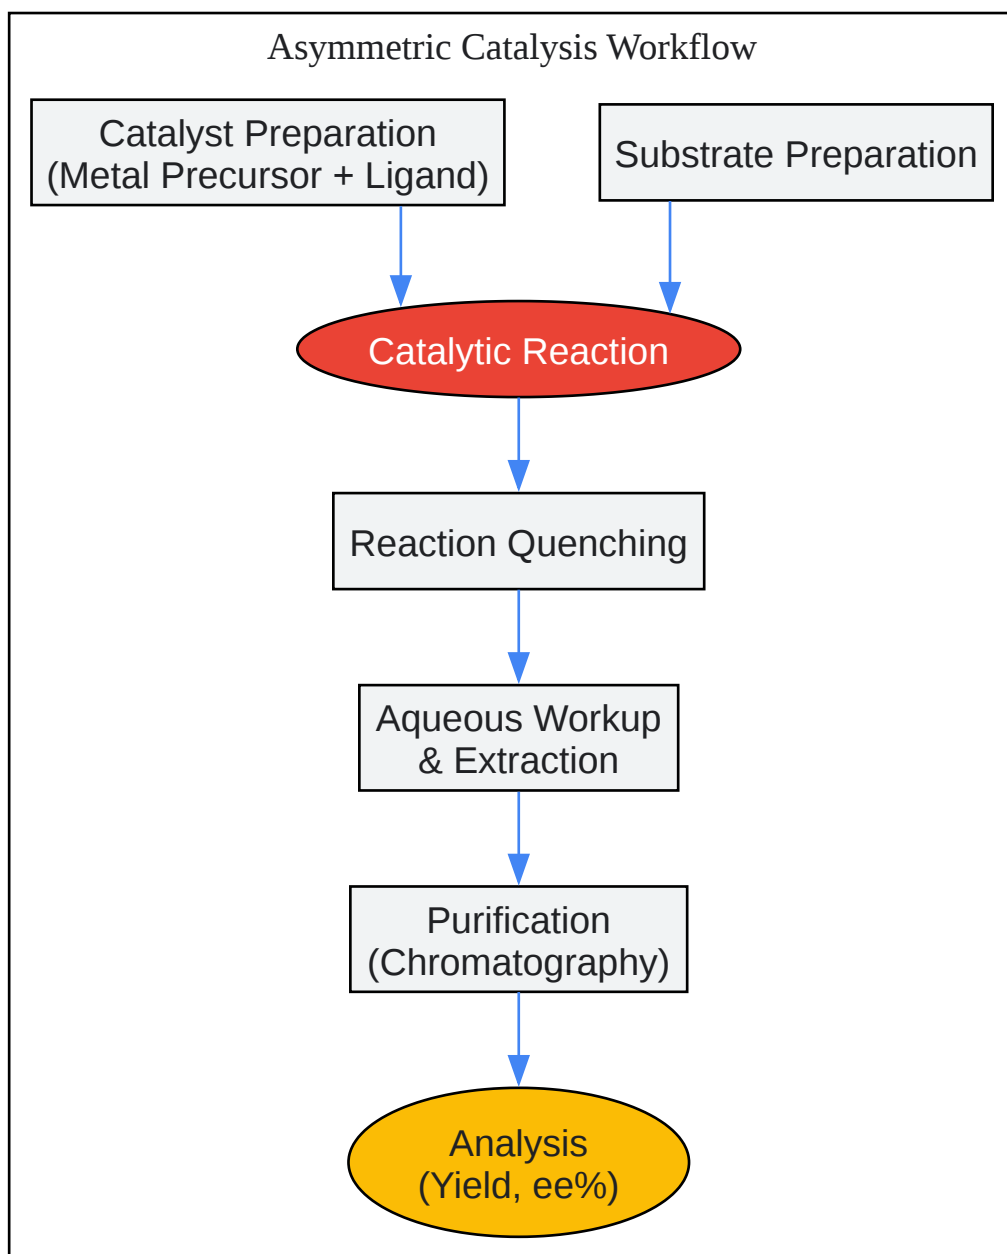 Asymmetric Catalysis Workflow
Catalyst Preparation
(Metal Precursor + Ligand)
Substrate Preparation
Catalytic Reaction
Reaction Quenching
Aqueous Workup
& Extraction
Purification
(Chromatography)
Analysis
(Yield, ee%)